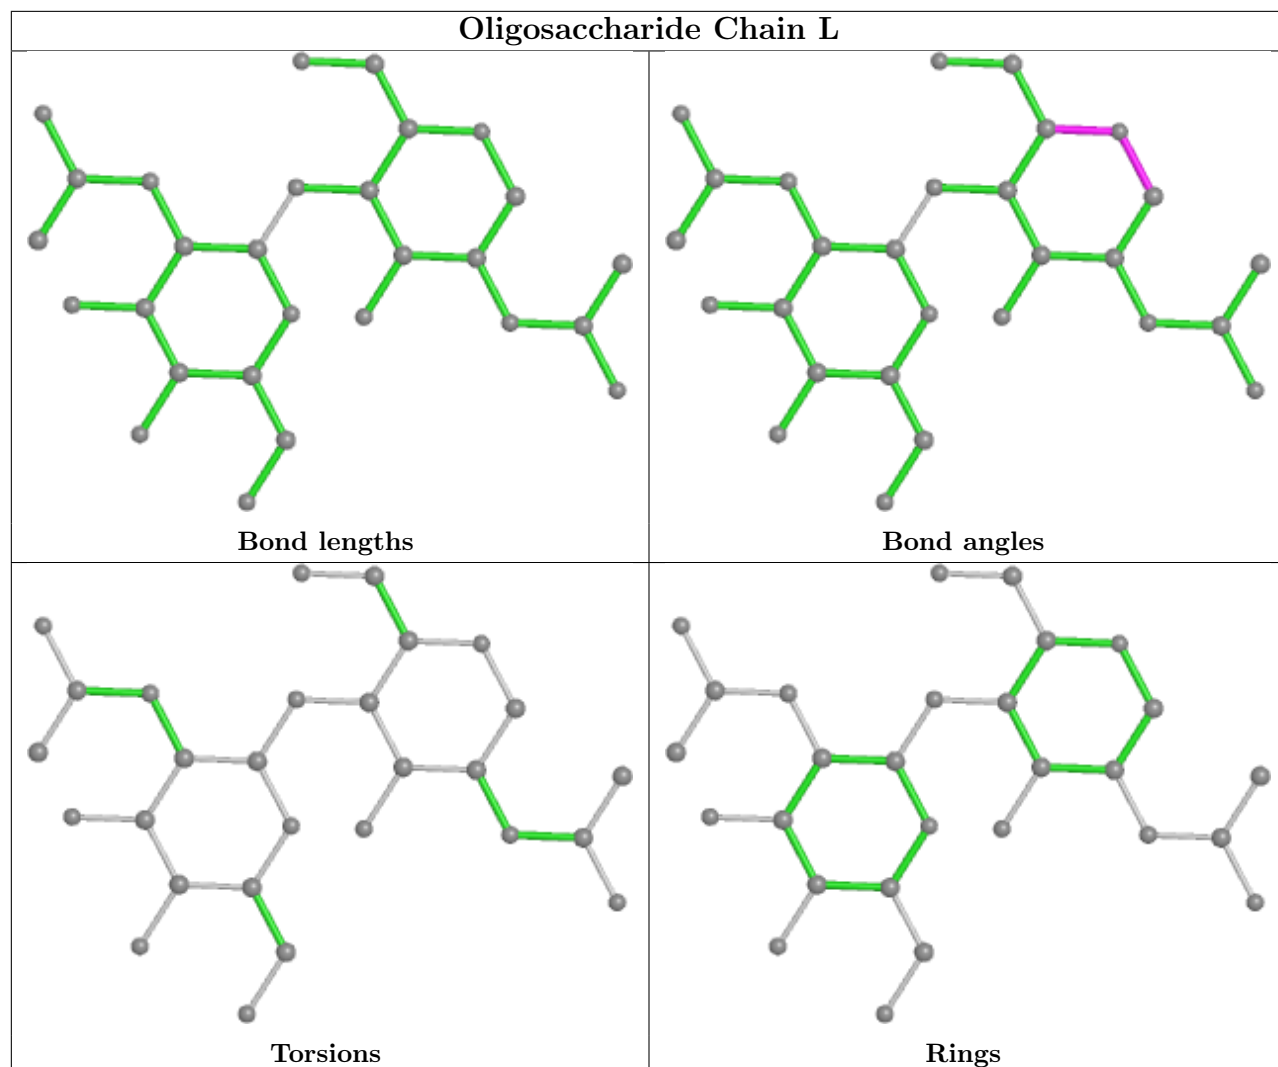 Oligosaccharide Chain L
Bond lengths
Bond angles
Torsions
Rings